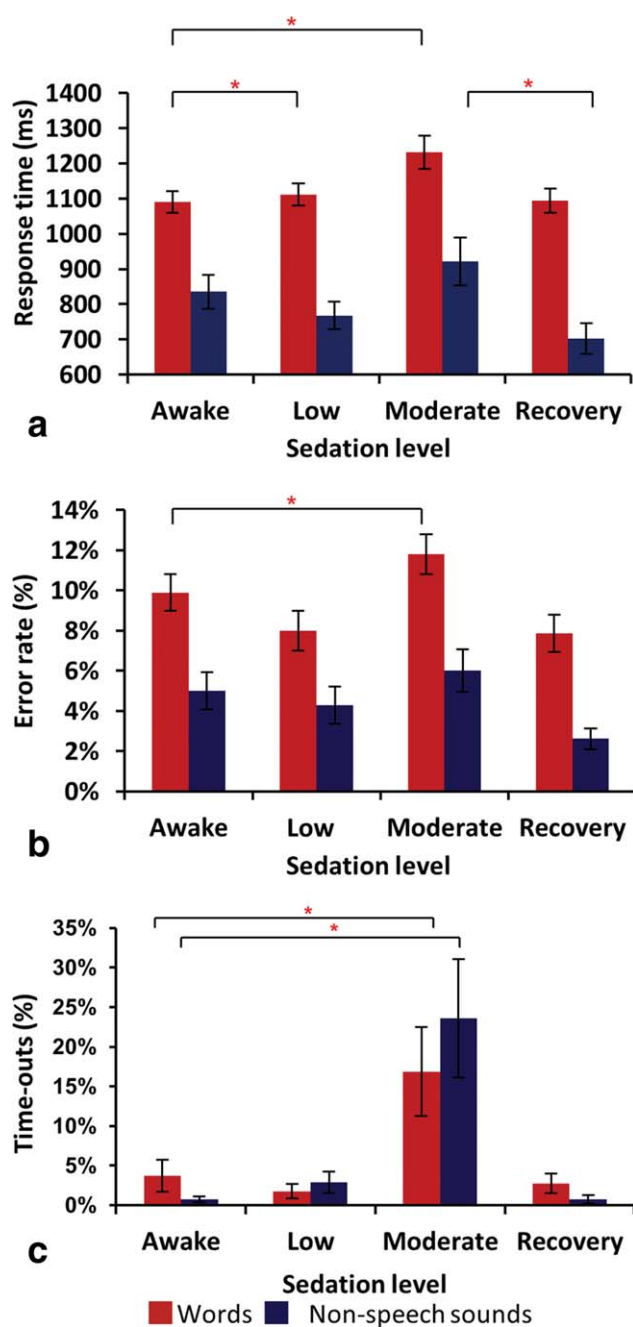 *
*
*
Response time (ms)
1400
1300
1200
1100
1000
900
800
700
600
Awake Low Moderate Recovery
a
Sedation level
*
Error rate (%)
14%
12%
10%
8%
6%
4%
2%
0%
Awake Low Moderate Recovery
b
Sedation level
*
*
Time-outs (%)
35%
30%
25%
20%
15%
10%
5%
0%
Awake Low Moderate Recovery
c
Sedation level
Words Non-speech sounds